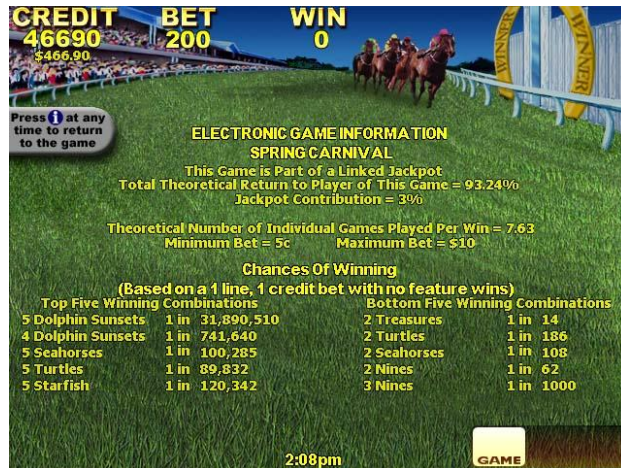 CREDIT BET WIN
46690 200 0
$466.90
WINNER
WINNER
Press i at any
time to return
to the game
ELECTRONIC GAME INFORMATION
SPRING CARNIVAL
This Game is Part of a Linked Jackpot
Total Theoretical Return to Player of This Game = 93.24%
Jackpot Contribution = 3%
Theoretical Number of Individual Games Played Per Win = 7.63
Minimum Bet = 5c Maximum Bet = $10
Chances Of Winning
(Based on a 1 line, 1 credit bet with no feature wins)
Top Five Winning Combinations Bottom Five Winning Combinations
5 Dolphin Sunsets 1 in 31,890,510 2 Treasures 1 in 14
4 Dolphin Sunsets 1 in 741,640 2 Turtles 1 in 186
5 Seahorses 1 in 100,285 2 Seahorses 1 in 108
5 Turtles 1 in 89,832 2 Nines 1 in 62
5 Starfish 1 in 120,342 3 Nines 1 in 1000
2:08pm
GAME